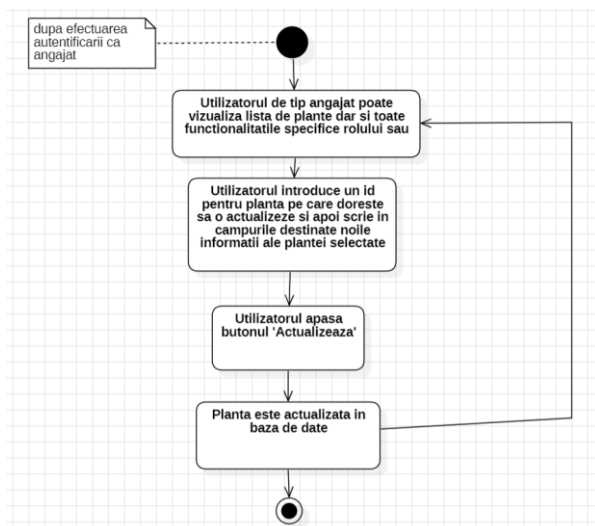 dupa efectuarea
autentificarii ca
angajat
Utilizatorul de tip angajat poate
vizualiza lista de plante dar si toate
functionalitatile specifice rolului sau
Utilizatorul introduce un id
pentru planta pe care doreste
sa o actualizeze si apoi scrie in
campurile destinate noile
informatii ale plantei selectate
Utilizatorul apasa
butonul 'Actualizeaza'
Planta este actualizata in
baza de date